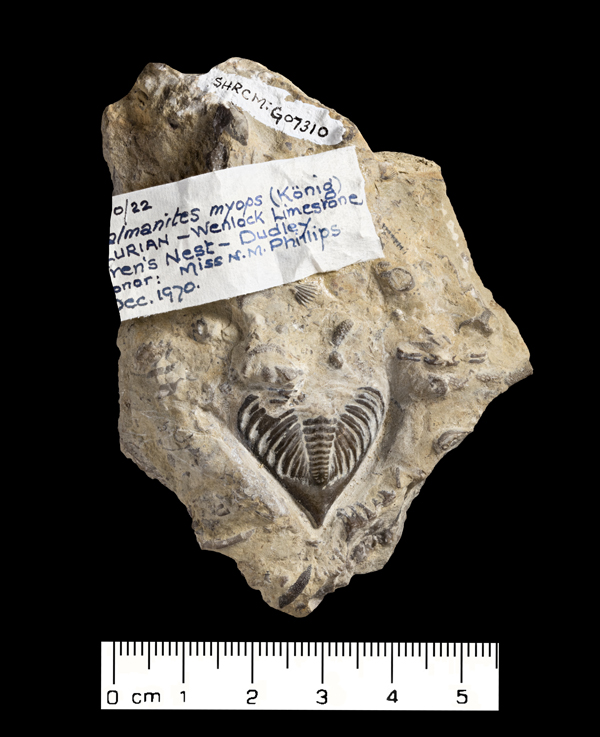 SHRCM:G07310
0/22
almanites myops (König)
LURIAN - Wenlock Limestone
ren's Nest - Dudley
onor: Miss N.M. Phillips
Dec. 1970.
0 cm 1 2 3 4 5